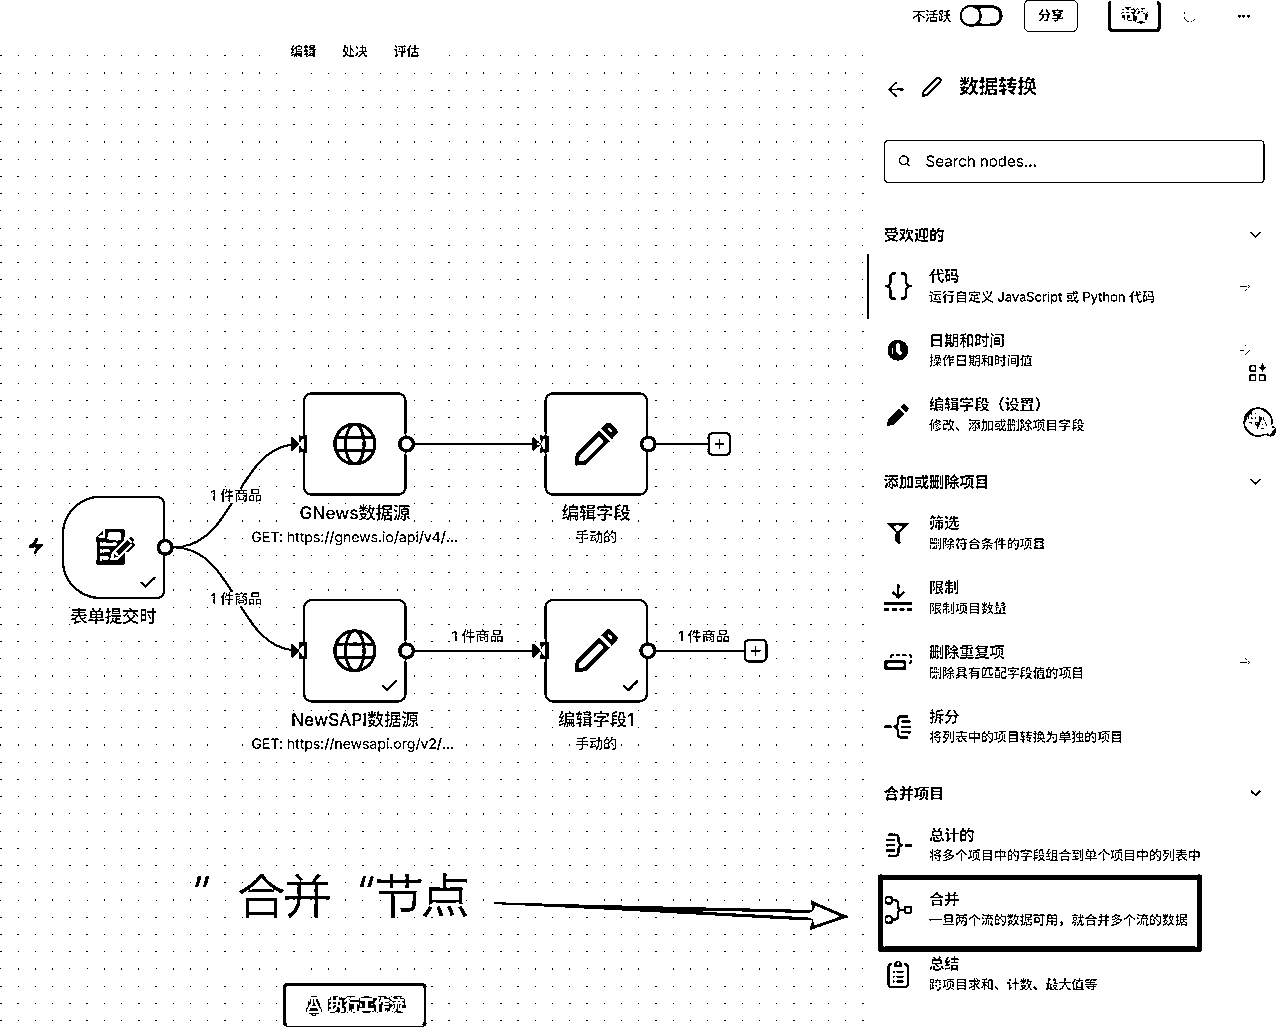 不活跃
分享
编辑 处决 评估
数据转换
Search nodes...
受欢迎的
代码
运行自定义 JavaScript 或 Python 代码
日期和时间
操作日期和时间值
编辑字段（设置）
修改、添加或删除项目字段
添加或删除项目
筛选
删除符合条件的项目
限制
限制项目数量
删除重复项
删除具有匹配字段值的项目
拆分
将列表中的项目转换为单独的项目
合并项目
总计的
将多个项目中的字段组合到单个项目中的列表中
合并
一旦两个流的数据可用，就合并多个流的数据
总结
跨项目求和、计数、最大值等
1 件商品
GNews数据源
GET: https://gnews.io/api/v4/...
编辑字段
手动的
表单提交时
1 件商品
1 件商品
1 件商品
NewSAPI数据源
GET: https://newsapi.org/v2/...
编辑字段1
手动的
”合并“节点
执行工作流